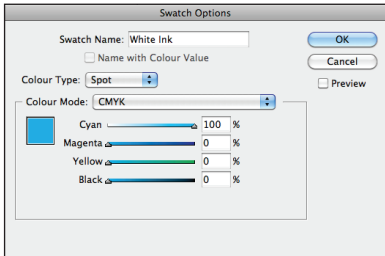 Swatch Options
Swatch Name: White Ink
Name with Colour Value
Colour Type: Spot
Colour Mode: CMYK
Cyan 100 %
Magenta 0 %
Yellow 0 %
Black 0 %
OK
Cancel
Preview